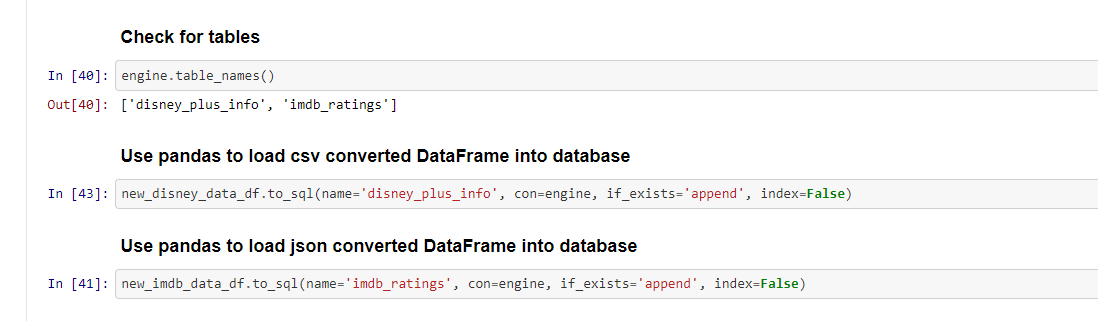 Check for tables
In [40]: engine.table_names()
Out[40]: ['disney_plus_info', 'imdb_ratings']
Use pandas to load csv converted DataFrame into database
In [43]: new_disney_data_df.to_sql(name='disney_plus_info', con=engine, if_exists='append', index=False)
Use pandas to load json converted DataFrame into database
In [41]: new_imdb_data_df.to_sql(name='imdb_ratings', con=engine, if_exists='append', index=False)